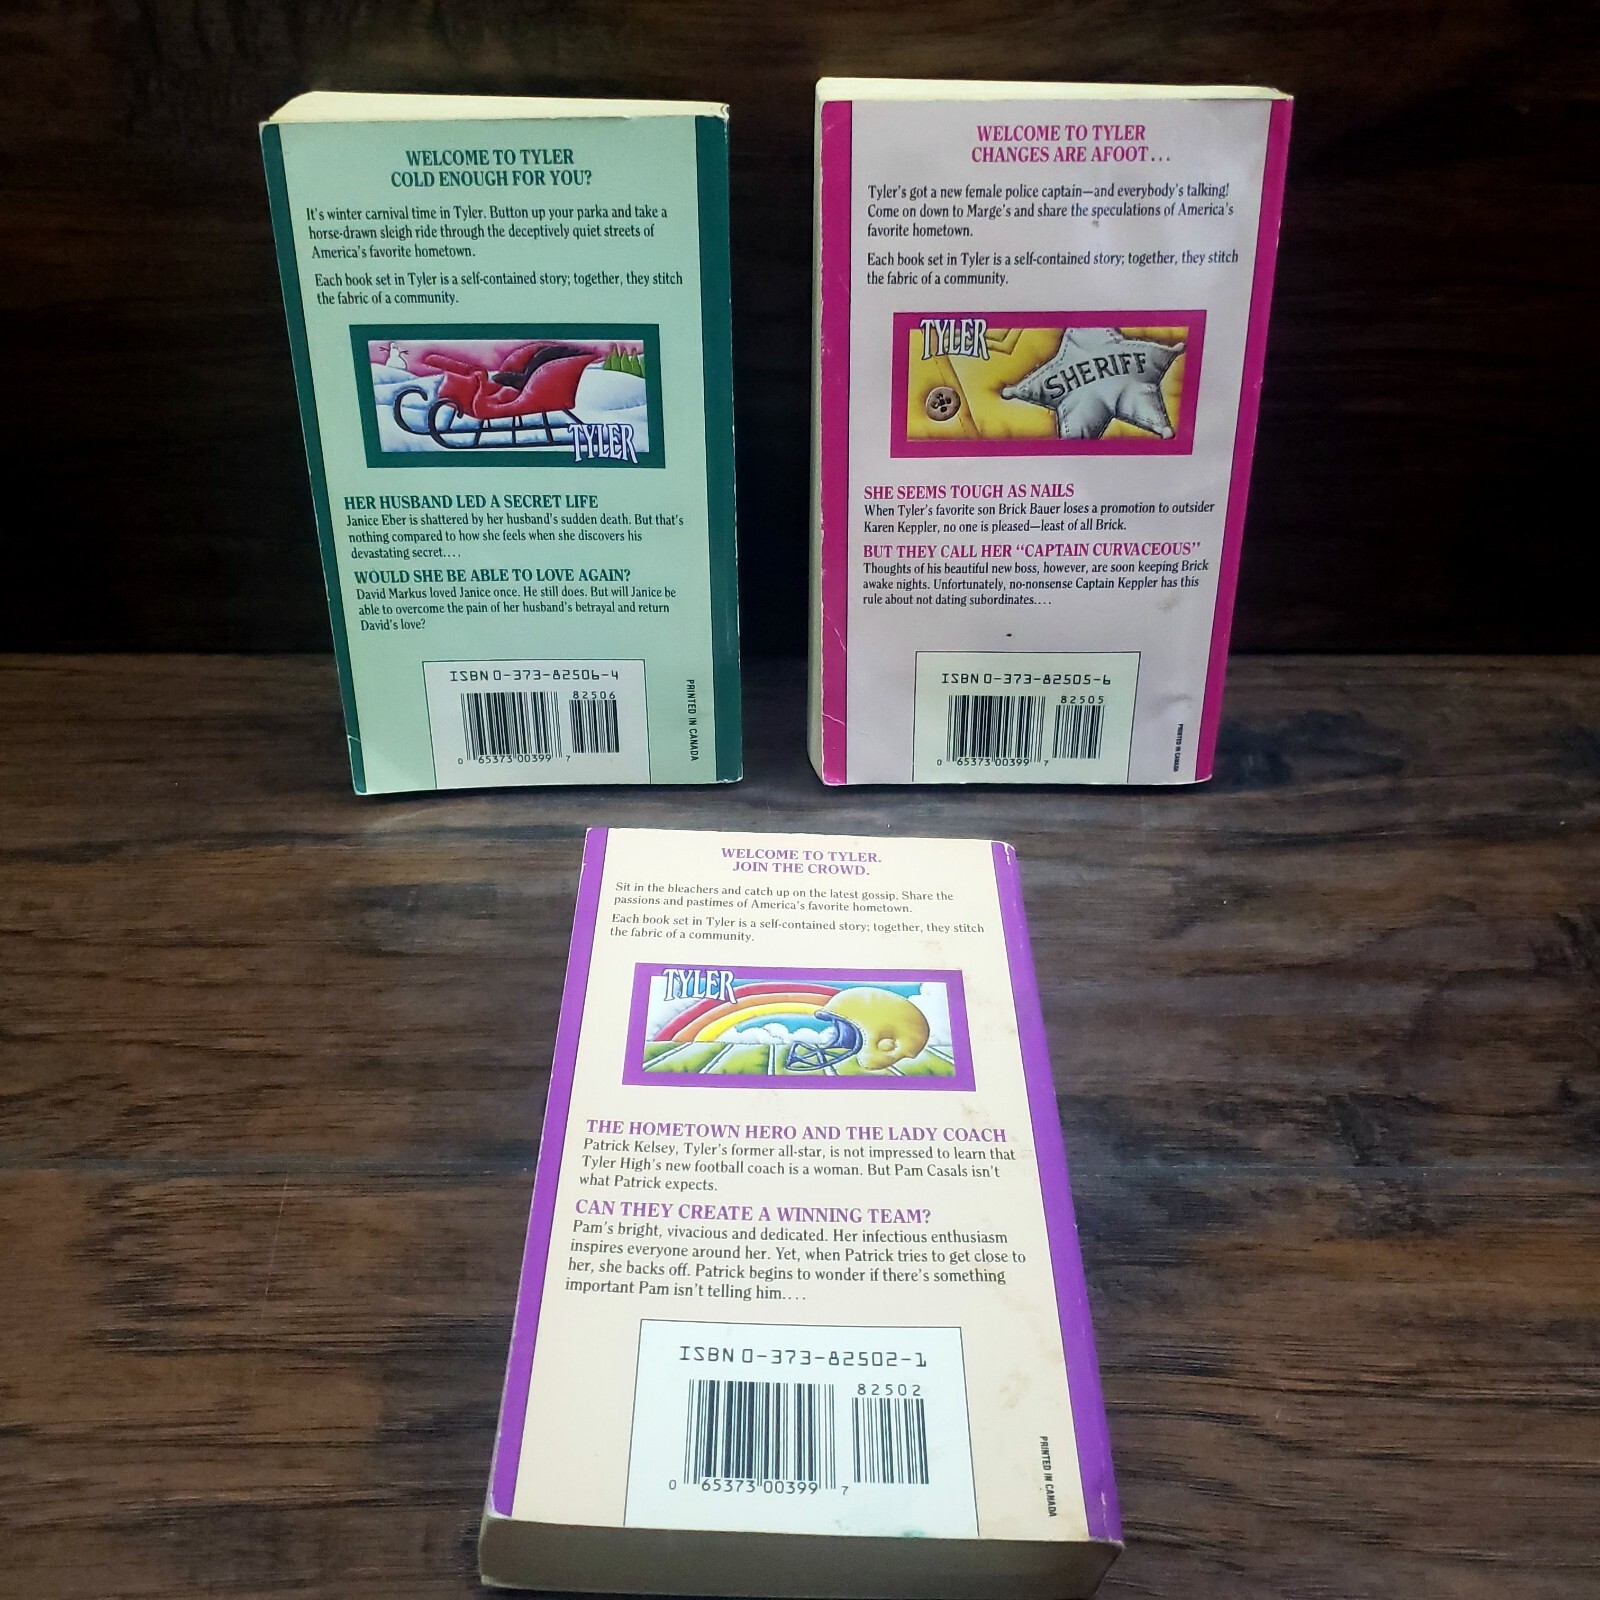 WELCOME TO TYLER
COLD ENOUGH FOR YOU?
It's winter carnival time in Tyler. Button up your parka and take a
horse-drawn sleigh ride through the deceptively quiet streets of
America's favorite hometown.
Each book set in Tyler is a self-contained story; together, they stitch
the fabric of a community.
TYLER
HER HUSBAND LED A SECRET LIFE
Janice Eber is shattered by her husband's sudden death. But that's
nothing compared to how she feels when she discovers his
devastating secret....
WOULD SHE BE ABLE TO LOVE AGAIN?
David Markus loved Janice once. He still does. But will Janice be
able to overcome the pain of her husband's betrayal and return
David's love?
ISBN 0-373-82506-4
82506
0 65373 00399 7
PRINTED IN CANADA
WELCOME TO TYLER
CHANGES ARE AFOOT...
Tyler's got a new female police captain—and everybody's talking!
Come on down to Marge's and share the speculations of America's
favorite hometown.
Each book set in Tyler is a self-contained story; together, they stitch
the fabric of a community.
TYLER
SHERIFF
SHE SEEMS TOUGH AS NAILS
When Tyler's favorite son Brick Bauer loses a promotion to outsider
Karen Keppler, no one is pleased—least of all Brick.
BUT THEY CALL HER "CAPTAIN CURVACEOUS"
Thoughts of his beautiful new boss, however, are soon keeping Brick
awake nights. Unfortunately, no-nonsense Captain Keppler has this
rule about not dating subordinates....
ISBN 0-373-82505-6
82505
0 65373 00399 7
PRINTED IN CANADA
WELCOME TO TYLER.
JOIN THE CROWD.
Sit in the bleachers and catch up on the latest gossip. Share the
passions and pastimes of America's favorite hometown.
Each book set in Tyler is a self-contained story; together, they stitch
the fabric of a community.
TYLER
THE HOMETOWN HERO AND THE LADY COACH
Patrick Kelsey, Tyler's former all-star, is not impressed to learn that
Tyler High's new football coach is a woman. But Pam Casals isn't
what Patrick expects.
CAN THEY CREATE A WINNING TEAM?
Pam's bright, vivacious and dedicated. Her infectious enthusiasm
inspires everyone around her. Yet, when Patrick tries to get close to
her, she backs off. Patrick begins to wonder if there's something
important Pam isn't telling him....
ISBN 0-373-82502-1
82502
0 65373 00399 7
PRINTED IN CANADA